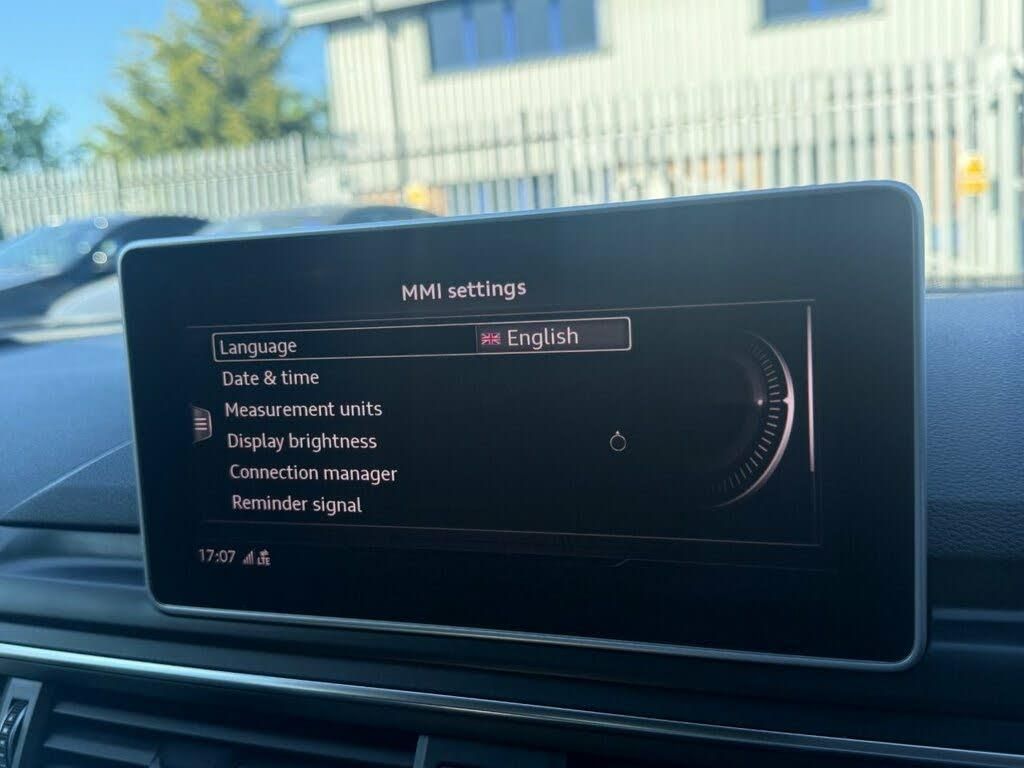 MMI settings
Language English
Date & time
Measurement units
Display brightness
Connection manager
Reminder signal
17:07 LTE